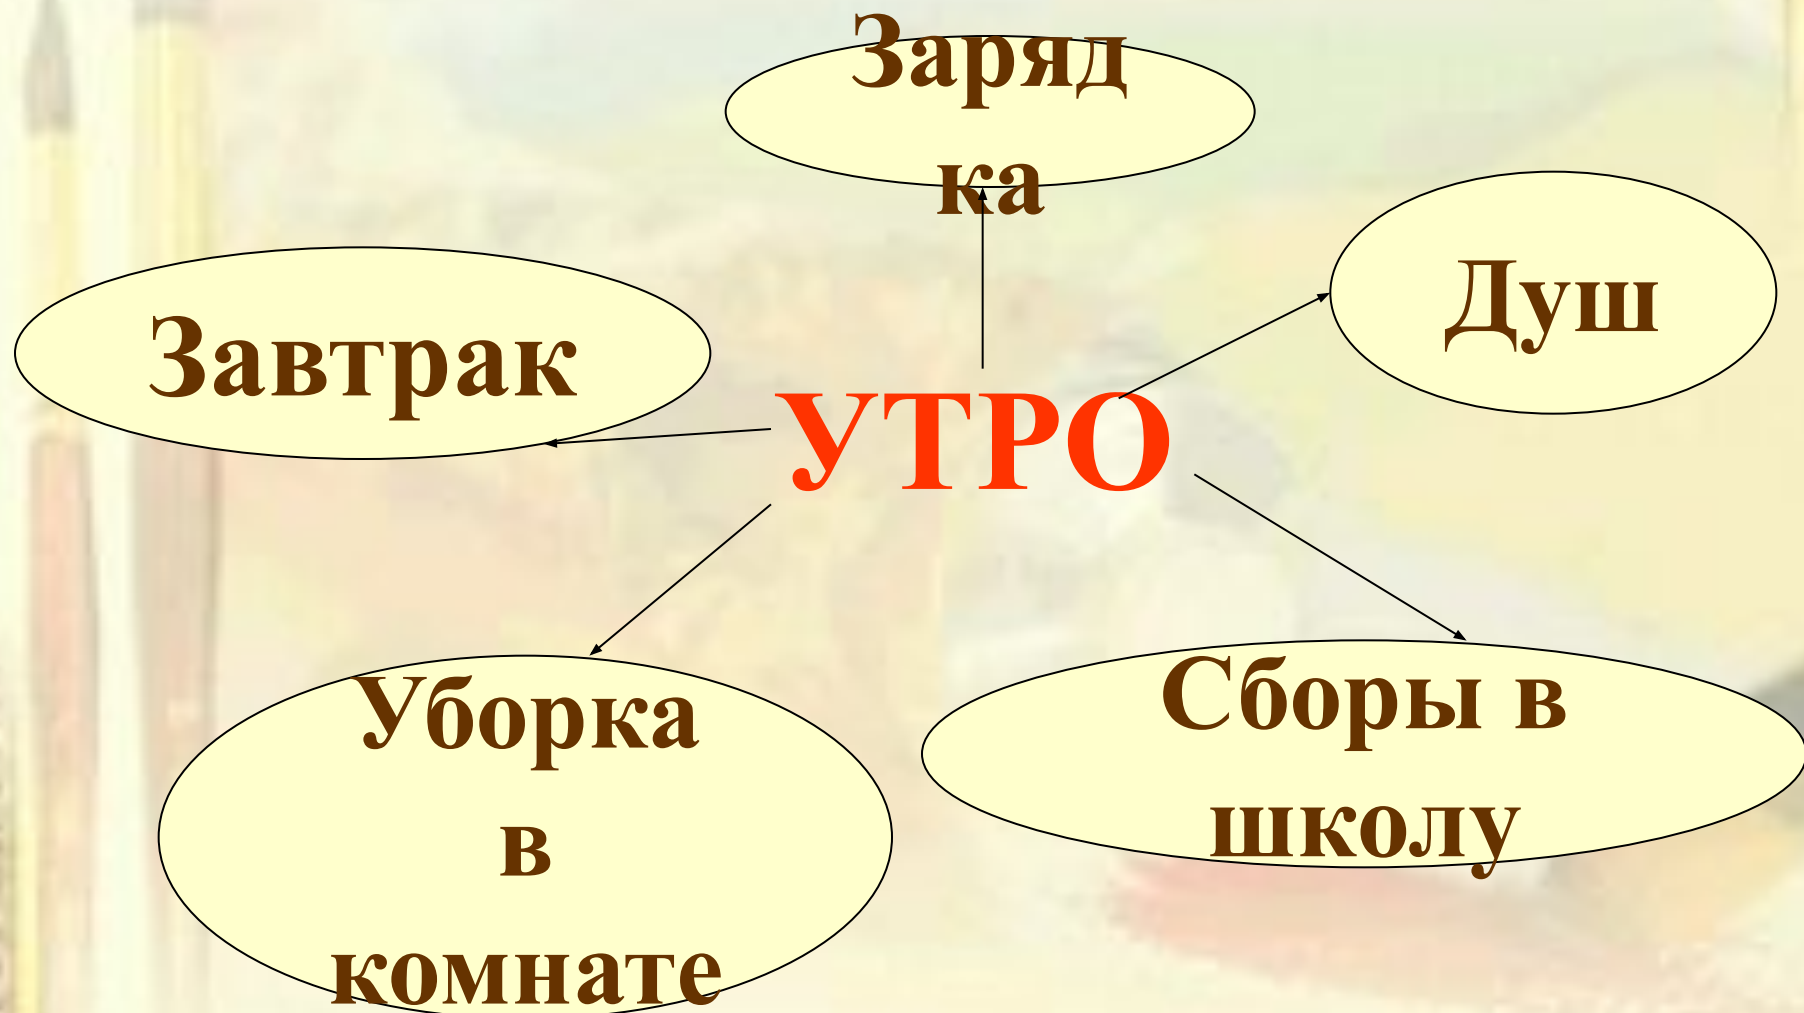 Заряд
ка
Душ
Завтрак
УТРО
Уборка
в
комнате
Сборы в
школу